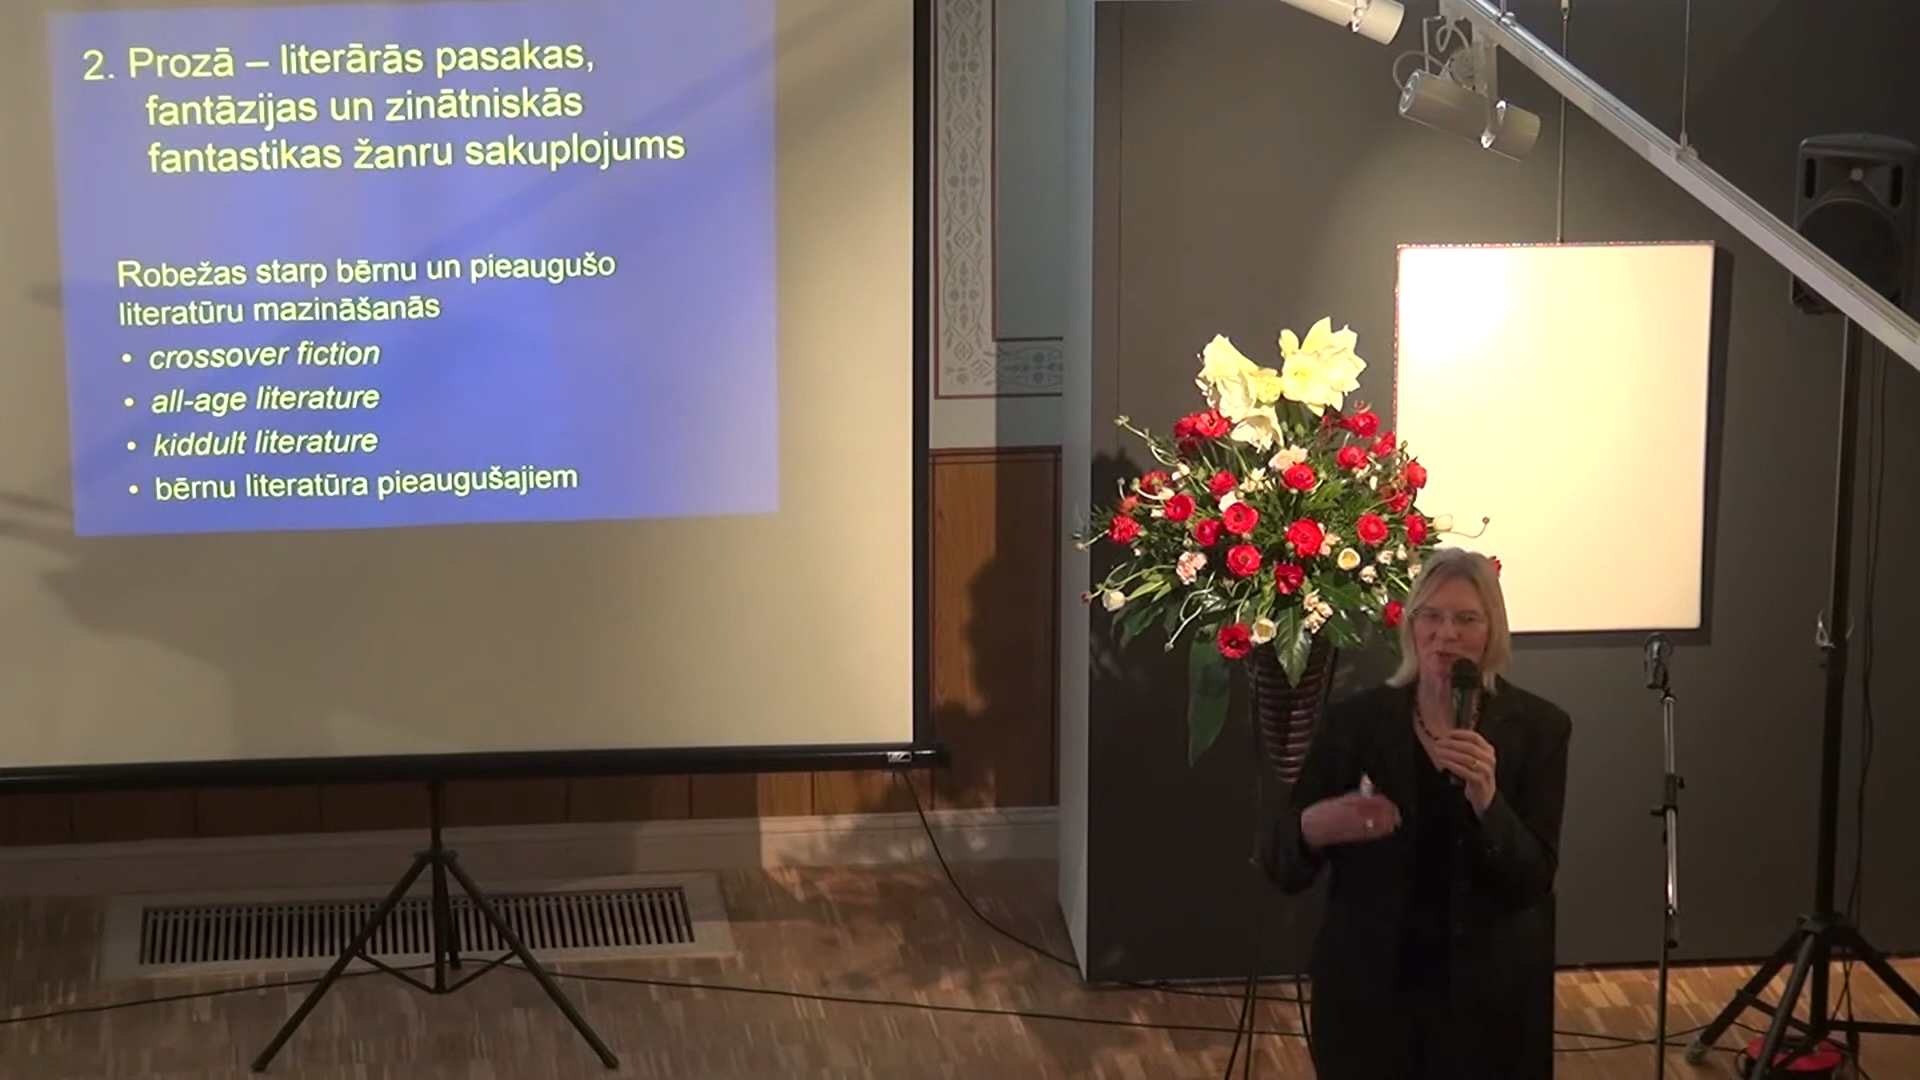 2. Prozā – literārās pasakas,
fantāzijas un zinātniskās
fantastikas žanru sakuplojums
Robežas starp bērnu un pieaugušo
literatūru mazināšanās
• crossover fiction
• all-age literature
• kiddult literature
• bērnu literatūra pieaugušajiem